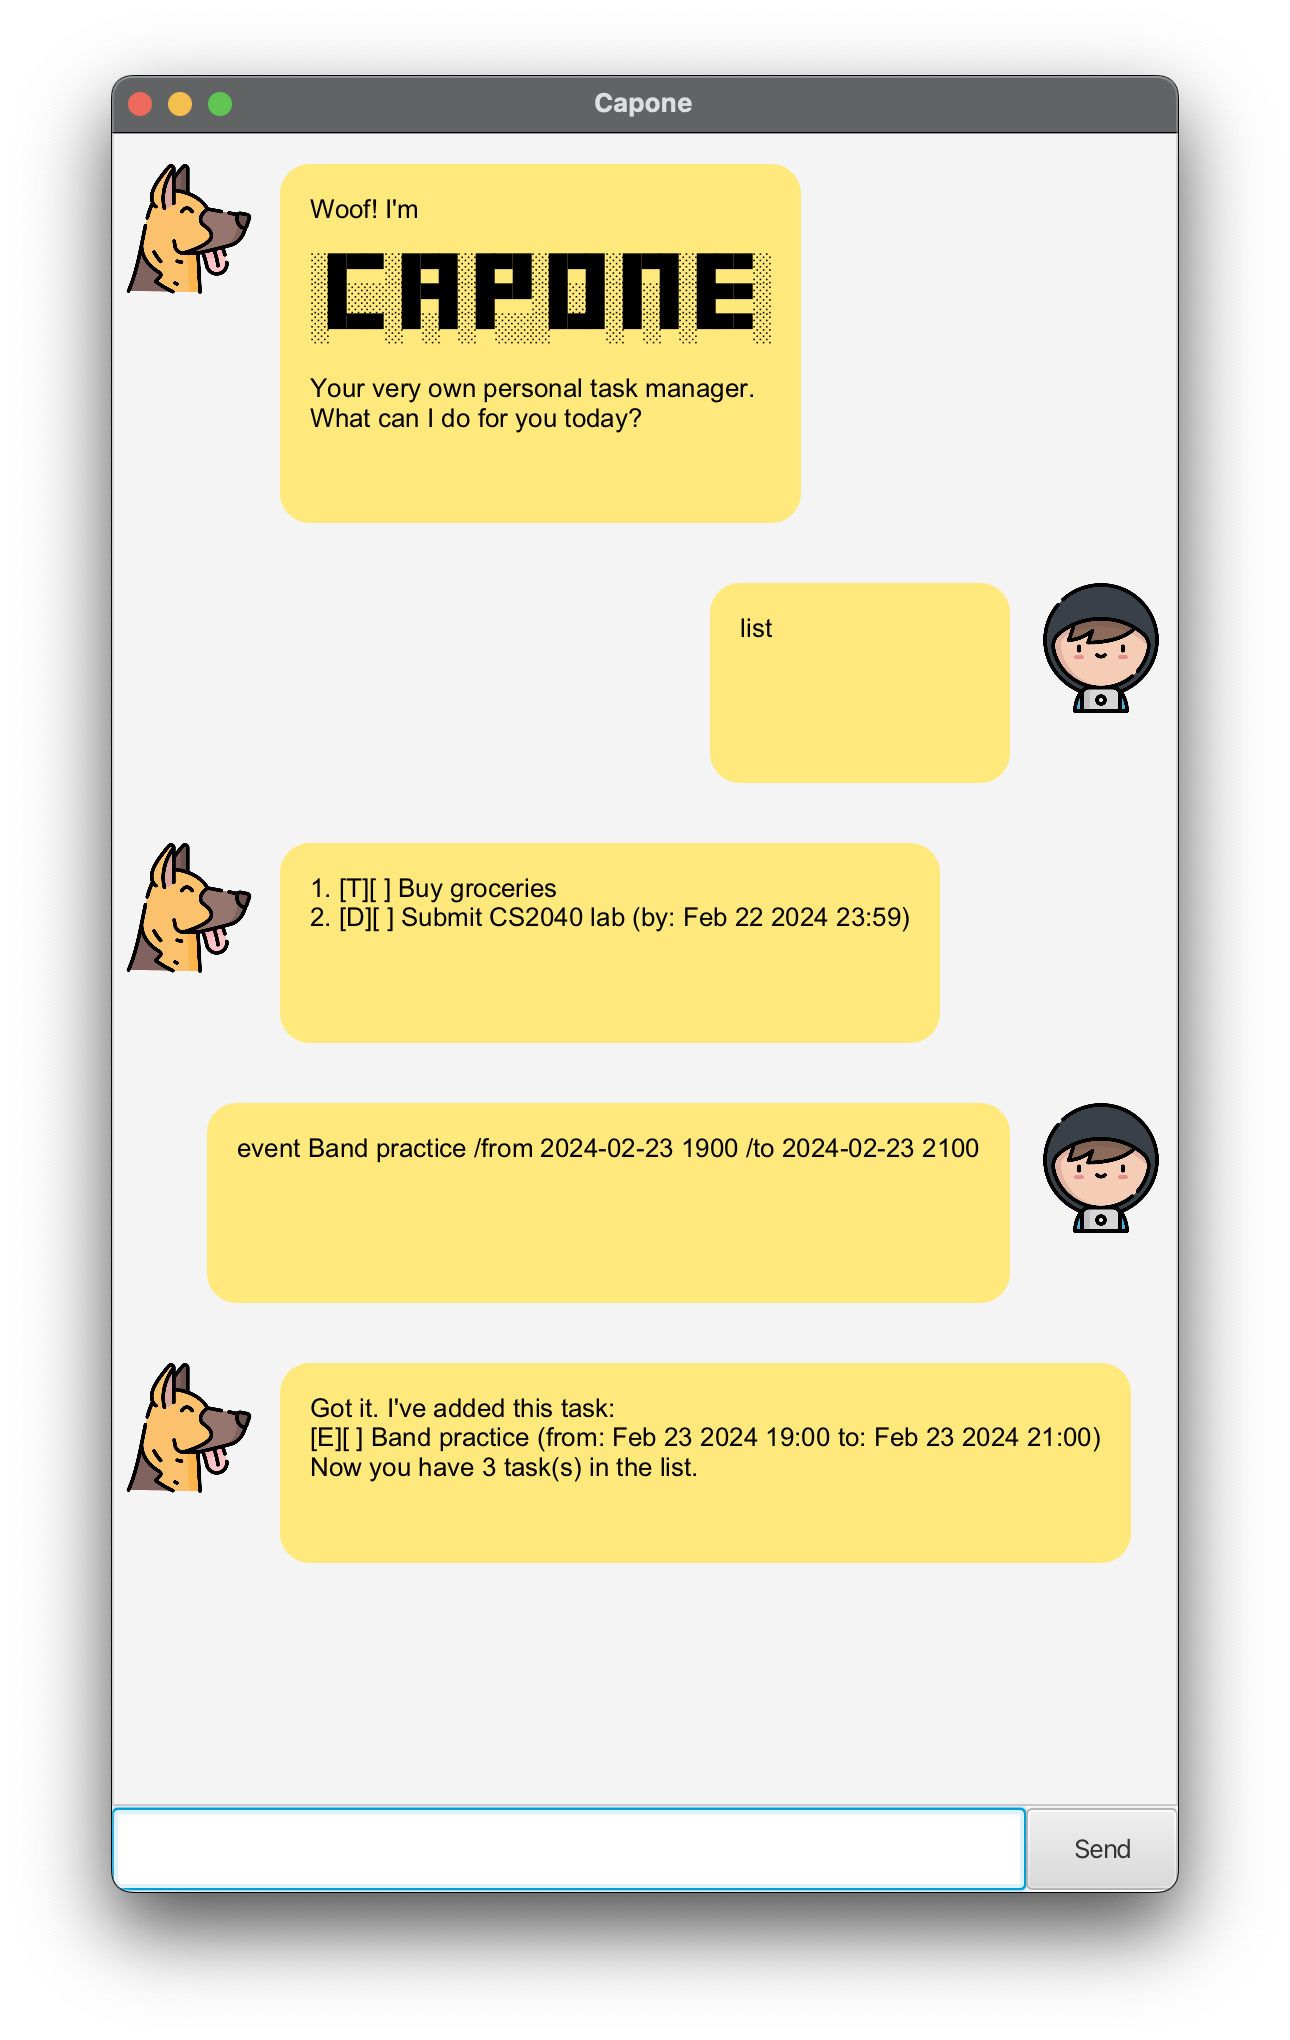 Capone
Woof! I'm
CAPONE
Your very own personal task manager.
What can I do for you today?
list
1. [T][ ] Buy groceries
2. [D][ ] Submit CS2040 lab (by: Feb 22 2024 23:59)
event Band practice /from 2024-02-23 1900 /to 2024-02-23 2100
Got it. I've added this task:
[E][ ] Band practice (from: Feb 23 2024 19:00 to: Feb 23 2024 21:00)
Now you have 3 task(s) in the list.
Send